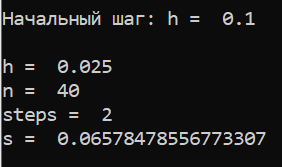 Начальный шаг: h =  0.1
h =  0.025
n =  40
steps =  2
s =  0.06578478556773307